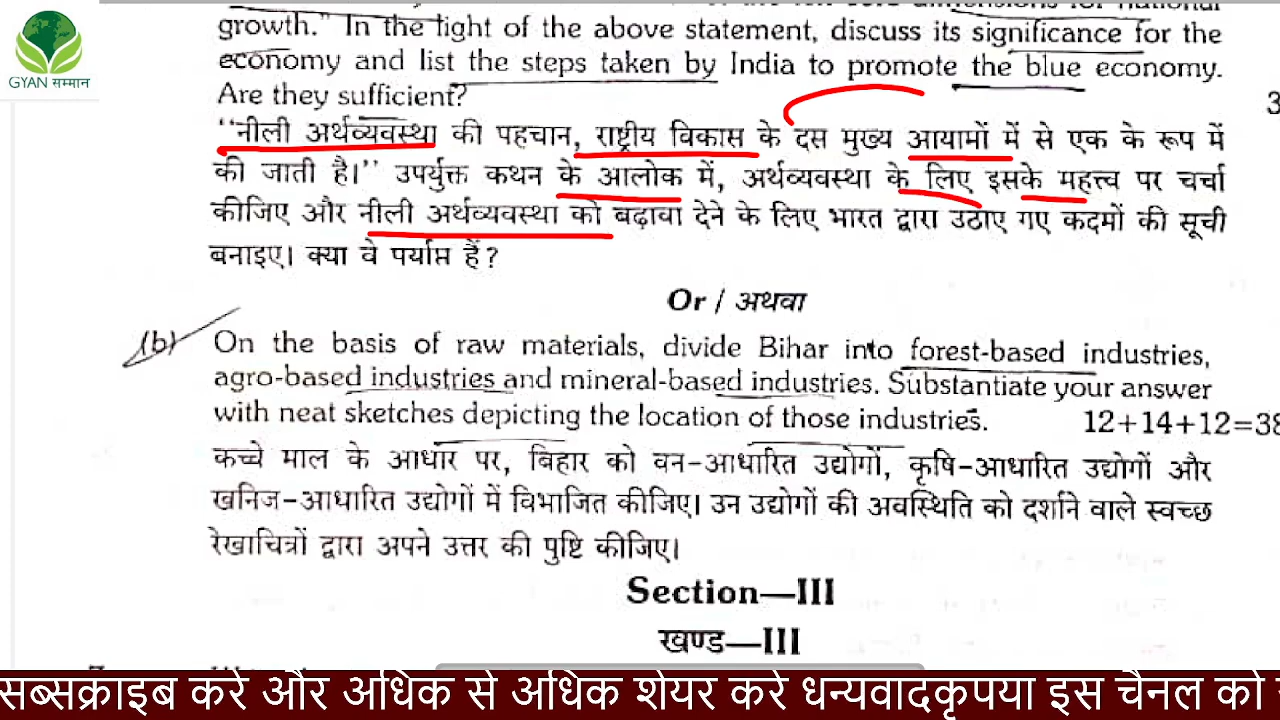 growth." In the light of the above statement, discuss its significance for the
economy and list the steps taken by India to promote the blue economy.
Are they sufficient?
3
"नीली अर्थव्यवस्था की पहचान, राष्ट्रीय विकास के दस मुख्य आयामों में से एक के रूप में
की जाती है।" उपर्युक्त कथन के आलोक में, अर्थव्यवस्था के लिए इसके महत्त्व पर चर्चा
कीजिए और नीली अर्थव्यवस्था को बढ़ावा देने के लिए भारत द्वारा उठाए गए कदमों की सूची
बनाइए। क्या वे पर्याप्त हैं?
Or / अथवा
(b) On the basis of raw materials, divide Bihar into forest-based industries,
agro-based industries and mineral-based industries. Substantiate your answer
with neat sketches depicting the location of those industries. 12+14+12=38
कच्चे माल के आधार पर, बिहार को वन-आधारित उद्योगों, कृषि-आधारित उद्योगों और
खनिज-आधारित उद्योगों में विभाजित कीजिए। उन उद्योगों की अवस्थिति को दर्शाने वाले स्वच्छ
रेखाचित्रों द्वारा अपने उत्तर की पुष्टि कीजिए।
Section—III
खण्ड—III
GYAN सम्मान
सब्सक्राइब करे और अधिक से अधिक शेयर करे धन्यवादकृपया इस चैनल को